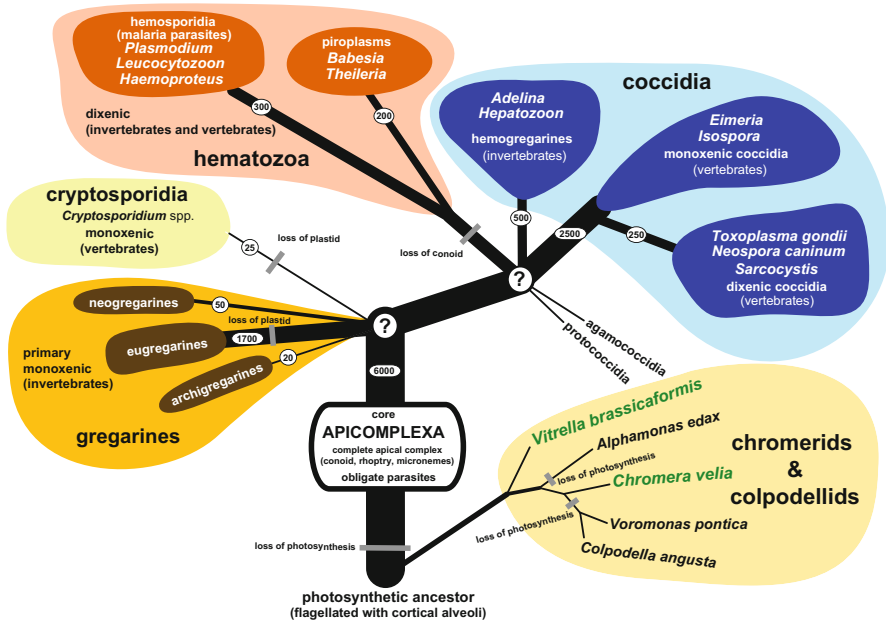 hemosporidia
(malaria parasites)
Plasmodium
Leucocytozoon
Haemoproteus
piroplasms
Babesia
Theileria
300
200
dixenic
(invertebrates and vertebrates)
hematozoa
coccidia
Adelina
Hepatozoon
hemogregarines
(invertebrates)
Eimeria
Isospora
monoxenic coccidia
(vertebrates)
500
2500
250
Toxoplasma gondii
Neospora caninum
Sarcocystis
dixenic coccidia
(vertebrates)
cryptosporidia
Cryptosporidium spp.
monoxenic
(vertebrates)
25
loss of plastid
loss of conoid
?
agamococcidia
protococcidia
neogregarines
50
loss of plastid
eugregarines
1700
?
primary
monoxenic
(invertebrates)
archigregarines
20
gregarines
6000
core
APICOMPLEXA
complete apical complex
(conoid, rhoptry, micronemes)
obligate parasites
Vitrella brassicaformis
Alphamonas edax
loss of photosynthesis
Chromera velia
loss of photosynthesis
Voromonas pontica
Colpodella angusta
chromerids
&
colpodellids
loss of photosynthesis
photosynthetic ancestor
(flagellated with cortical alveoli)